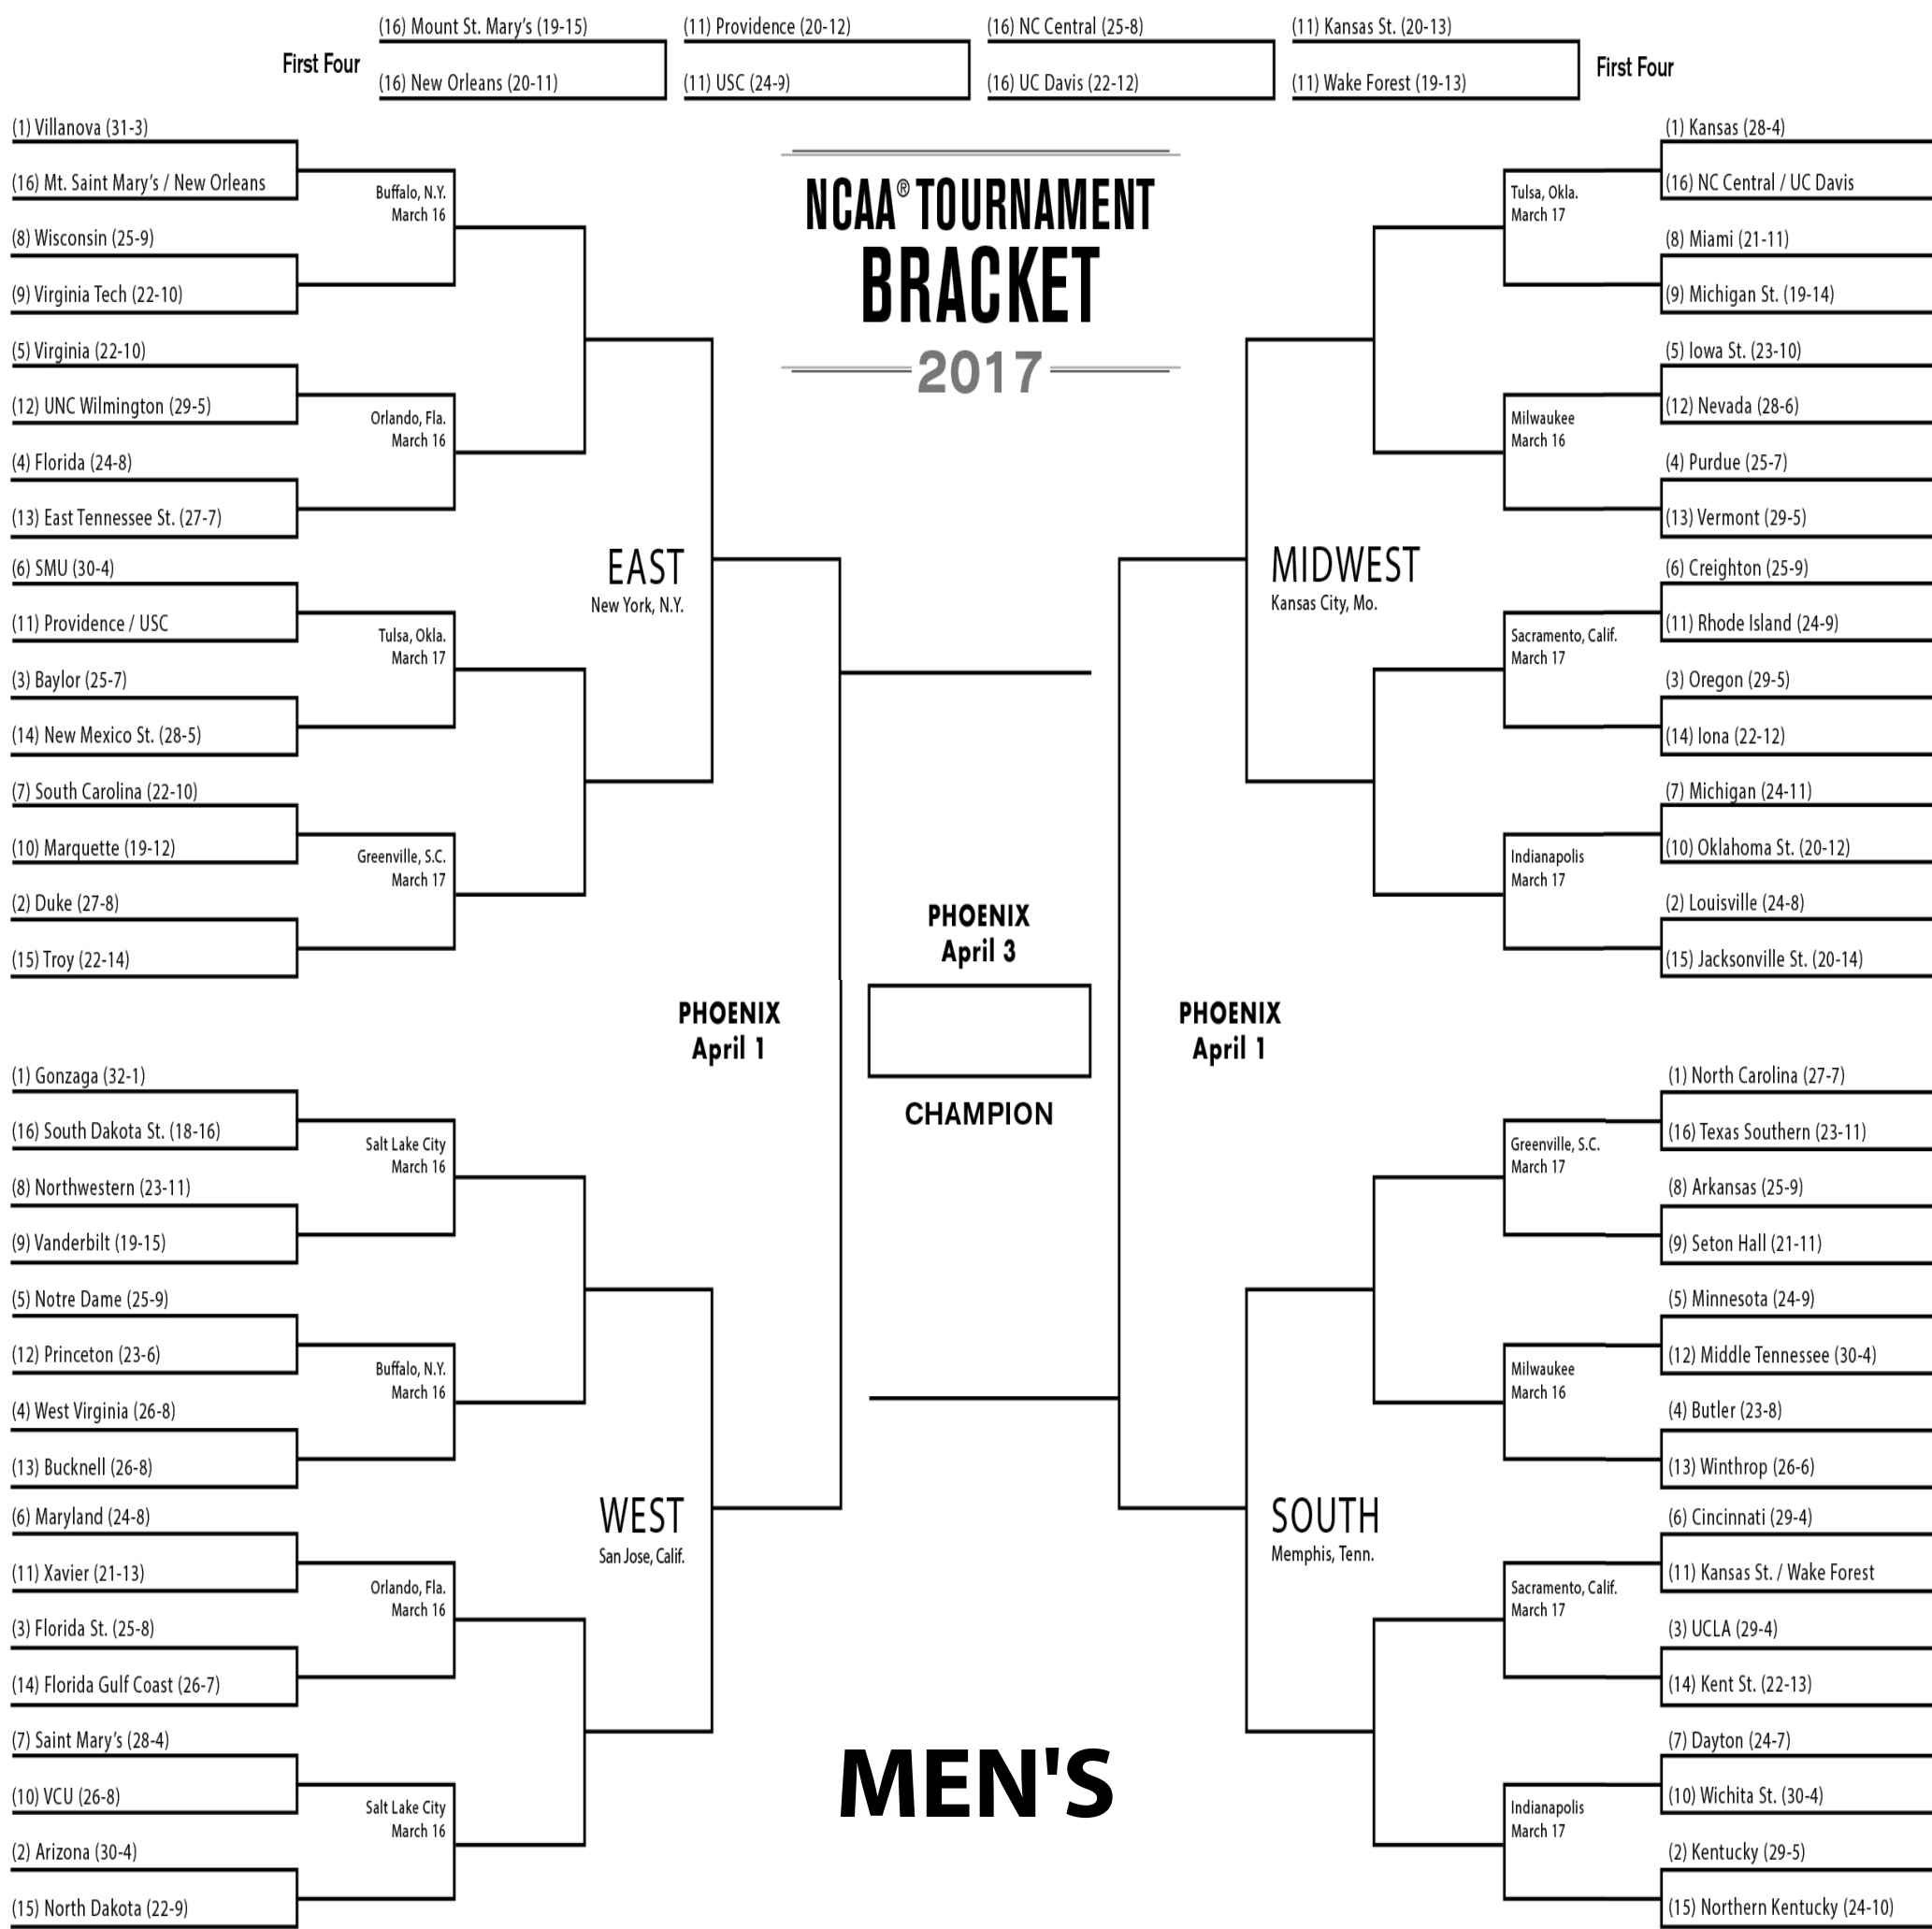 (16) Mount St. Mary’s (19-15)
(11) Providence (20-12)
(16) NC Central (25-8)
(11) Kansas St. (20-13)
First Four
First Four
(16) New Orleans (20-11)
(11) USC (24-9)
(16) UC Davis (22-12)
(11) Wake Forest (19-13)
NCAA® TOURNAMENT
BRACKET
2017
(1) Villanova (31-3)
(16) Mt. Saint Mary’s / New Orleans
Buffalo, N.Y.
March 16
(8) Wisconsin (25-9)
(9) Virginia Tech (22-10)
(5) Virginia (22-10)
(12) UNC Wilmington (29-5)
Orlando, Fla.
March 16
(4) Florida (24-8)
(13) East Tennessee St. (27-7)
EAST
New York, N.Y.
(6) SMU (30-4)
(11) Providence / USC
Tulsa, Okla.
March 17
(3) Baylor (25-7)
(14) New Mexico St. (28-5)
(7) South Carolina (22-10)
(10) Marquette (19-12)
Greenville, S.C.
March 17
(2) Duke (27-8)
(15) Troy (22-14)
(1) Gonzaga (32-1)
(16) South Dakota St. (18-16)
Salt Lake City
March 16
(8) Northwestern (23-11)
(9) Vanderbilt (19-15)
(5) Notre Dame (25-9)
(12) Princeton (23-6)
Buffalo, N.Y.
March 16
(4) West Virginia (26-8)
(13) Bucknell (26-8)
WEST
San Jose, Calif.
(6) Maryland (24-8)
(11) Xavier (21-13)
Orlando, Fla.
March 16
(3) Florida St. (25-8)
(14) Florida Gulf Coast (26-7)
(7) Saint Mary’s (28-4)
(10) VCU (26-8)
Salt Lake City
March 16
(2) Arizona (30-4)
(15) North Dakota (22-9)
PHOENIX
April 1
PHOENIX
April 3
CHAMPION
PHOENIX
April 1
MEN'S
(1) Kansas (28-4)
(16) NC Central / UC Davis
Tulsa, Okla.
March 17
(8) Miami (21-11)
(9) Michigan St. (19-14)
(5) Iowa St. (23-10)
(12) Nevada (28-6)
Milwaukee
March 16
(4) Purdue (25-7)
(13) Vermont (29-5)
MIDWEST
Kansas City, Mo.
(6) Creighton (25-9)
(11) Rhode Island (24-9)
Sacramento, Calif.
March 17
(3) Oregon (29-5)
(14) Iona (22-12)
(7) Michigan (24-11)
(10) Oklahoma St. (20-12)
Indianapolis
March 17
(2) Louisville (24-8)
(15) Jacksonville St. (20-14)
(1) North Carolina (27-7)
(16) Texas Southern (23-11)
Greenville, S.C.
March 17
(8) Arkansas (25-9)
(9) Seton Hall (21-11)
(5) Minnesota (24-9)
(12) Middle Tennessee (30-4)
Milwaukee
March 16
(4) Butler (23-8)
(13) Winthrop (26-6)
SOUTH
Memphis, Tenn.
(6) Cincinnati (29-4)
(11) Kansas St. / Wake Forest
Sacramento, Calif.
March 17
(3) UCLA (29-4)
(14) Kent St. (22-13)
(7) Dayton (24-7)
(10) Wichita St. (30-4)
Indianapolis
March 17
(2) Kentucky (29-5)
(15) Northern Kentucky (24-10)